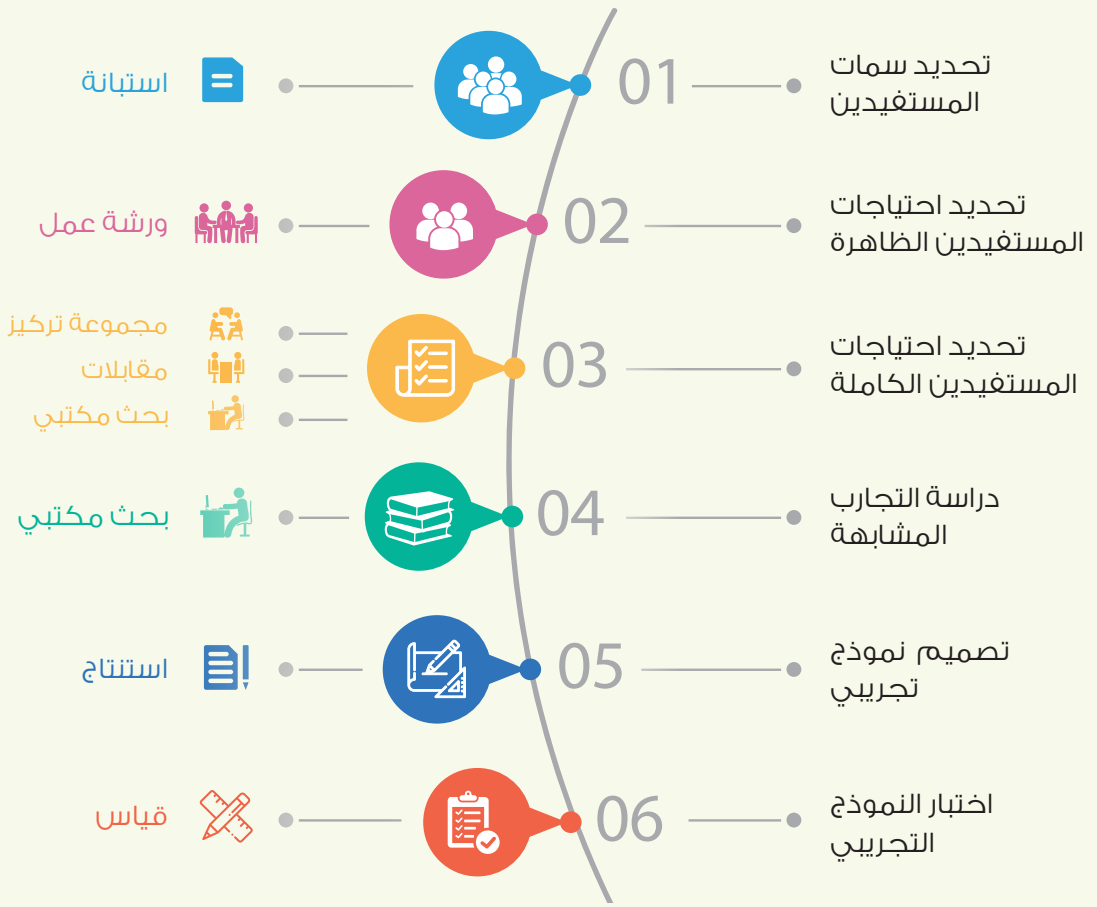 تحديد سمات
المستفيدين
01
استبانة
تحديد احتياجات
المستفيدين الظاهرة
02
ورشة عمل
تحديد احتياجات
المستفيدين الكاملة
03
مجموعة تركيز
مقابلات
بحث مكتبي
دراسة التجارب
المشابهة
04
بحث مكتبي
تصميم نموذج
تجريبي
05
استنتاج
اختبار النموذج
التجريبي
06
قياس